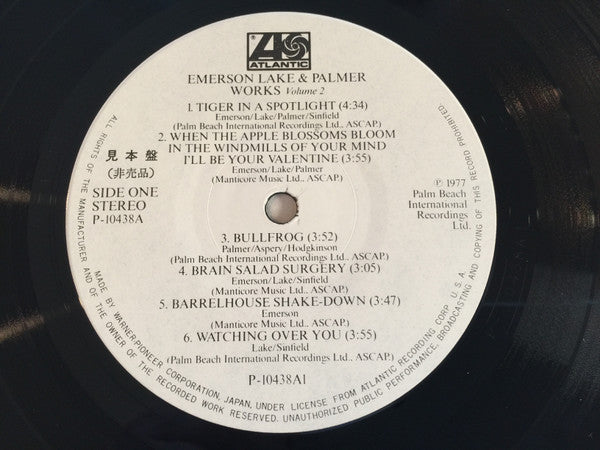 ATLANTIC
EMERSON LAKE & PALMER
WORKS Volume 2
1. TIGER IN A SPOTLIGHT (4:34)
Emerson/Lake/Palmer/Sinfield
(Palm Beach International Recordings Ltd., ASCAP.)
2. WHEN THE APPLE BLOSSOMS BLOOM
IN THE WINDMILLS OF YOUR MIND
I'LL BE YOUR VALENTINE (3:55)
Emerson/Lake/Palmer
(Manticore Music Ltd., ASCAP.)
見本盤
(非売品)
SIDE ONE
STEREO
P-10438A
Ⓟ 1977
Palm Beach
International
Recordings
Ltd.
3. BULLFROG (3:52)
Palmer/Aspery/Hodgkinson
(Palm Beach International Recordings Ltd., ASCAP.)
4. BRAIN SALAD SURGERY (3:05)
Emerson/Lake/Sinfield
(Manticore Music Ltd., ASCAP.)
5. BARRELHOUSE SHAKE-DOWN (3:47)
Emerson
(Manticore Music Ltd., ASCAP.)
6. WATCHING OVER YOU (3:55)
Lake/Sinfield
(Palm Beach International Recordings Ltd., ASCAP.)
P-10438A1
MADE BY WARNER-PIONEER CORPORATION, JAPAN, UNDER LICENSE FROM ATLANTIC RECORDING CORP. U.S.A.
ALL RIGHTS OF THE MANUFACTURER AND OF THE OWNER OF THE RECORDED WORK RESERVED. UNAUTHORIZED PUBLIC PERFORMANCE, BROADCASTING AND COPYING OF THIS RECORD PROHIBITED